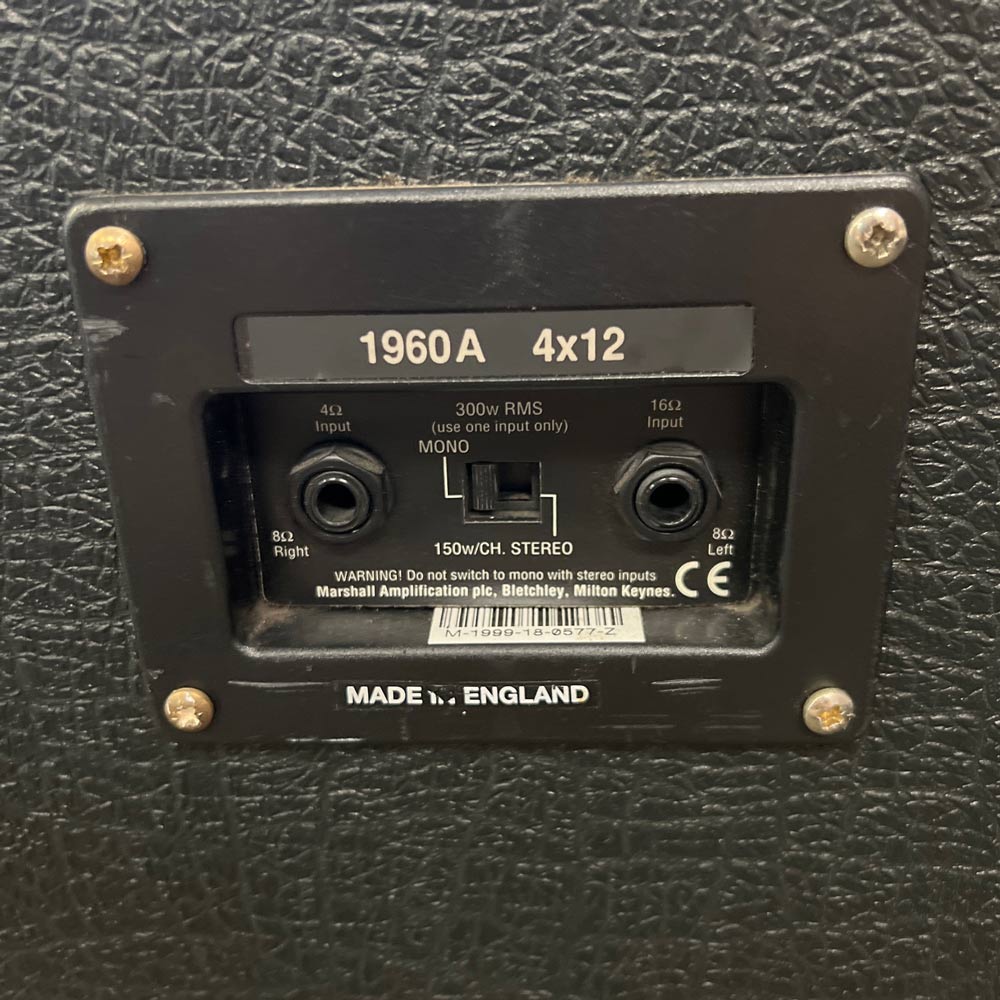 1960A 4x12
4Ω
Input
300w RMS
(use one input only)
16Ω
Input
MONO
8Ω
Right
150w/CH. STEREO
8Ω
Left
WARNING! Do not switch to mono with stereo inputs
Marshall Amplification plc, Bletchley, Milton Keynes.
CE
M-1999-18-0577-Z
MADE ENGLAND